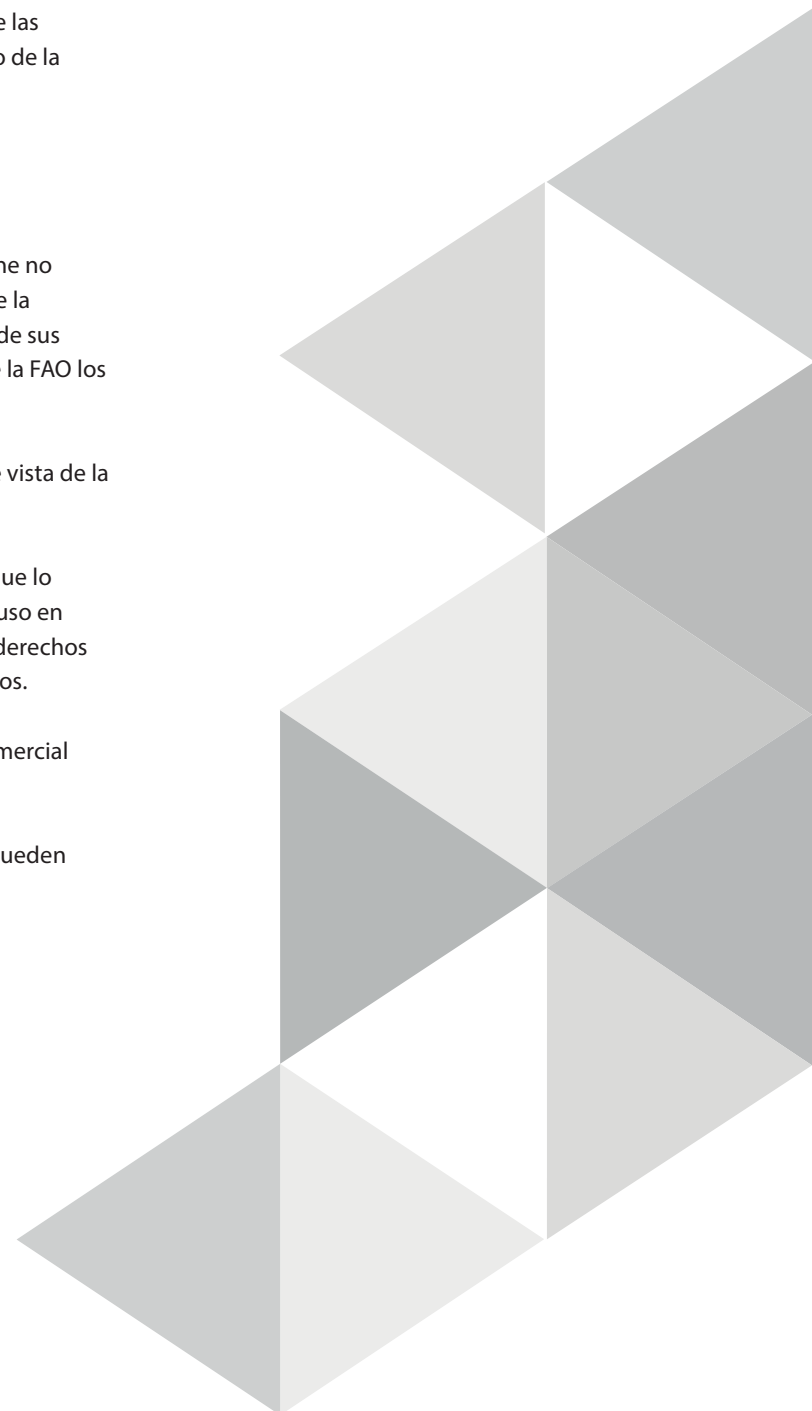 e las
o de la
ne no
e la
de sus
e la FAO los
e vista de la
ue lo
uso en
derechos
os.
mercial
ueden